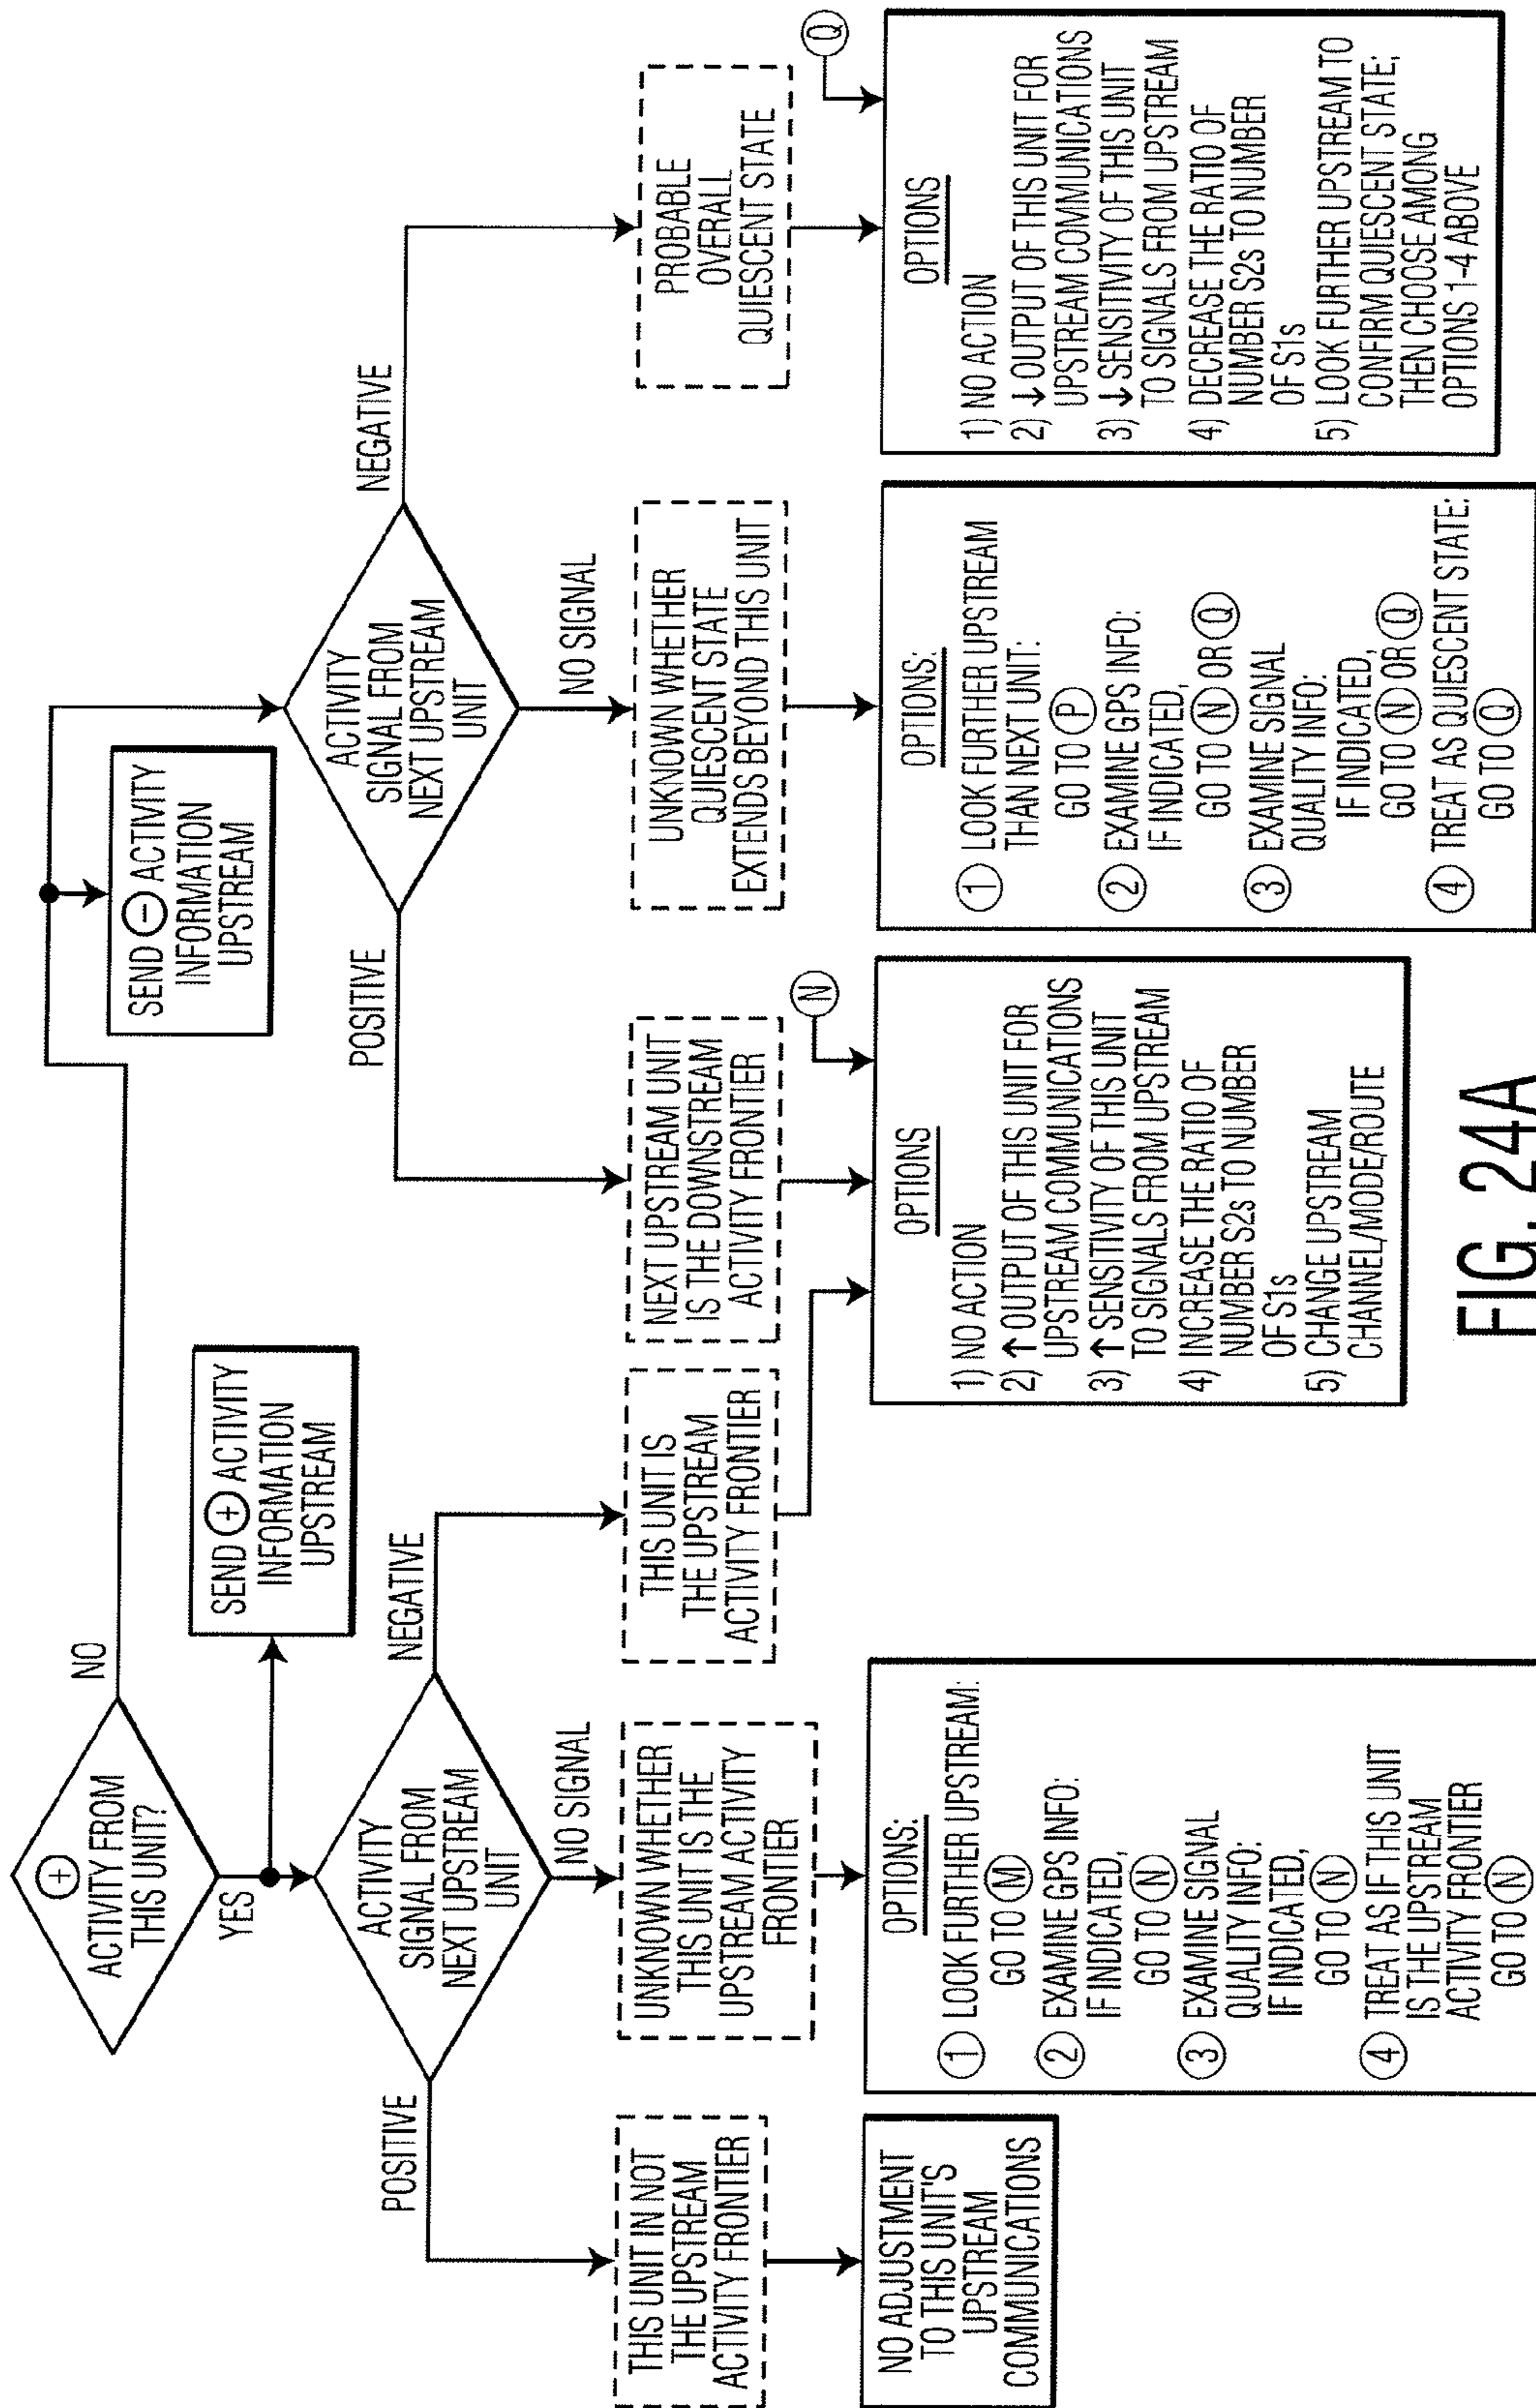 +
ACTIVITY FROM
THIS UNIT?
NO
YES
SEND + ACTIVITY
INFORMATION
UPSTREAM
SEND − ACTIVITY
INFORMATION
UPSTREAM
ACTIVITY
SIGNAL FROM
NEXT UPSTREAM
UNIT
POSITIVE
NO SIGNAL
NEGATIVE
ACTIVITY
SIGNAL FROM
NEXT UPSTREAM
UNIT
POSITIVE
NO SIGNAL
NEGATIVE
THIS UNIT IN NOT
THE UPSTREAM
ACTIVITY FRONTIER
UNKNOWN WHETHER
THIS UNIT IS THE
UPSTREAM ACTIVITY
FRONTIER
THIS UNIT IS
THE UPSTREAM
ACTIVITY FRONTIER
NEXT UPSTREAM UNIT
IS THE DOWNSTREAM
ACTIVITY FRONTIER
UNKNOWN WHETHER
QUIESCENT STATE
EXTENDS BEYOND THIS UNIT
PROBABLE
OVERALL
QUIESCENT STATE
NO ADJUSTMENT
TO THIS UNIT'S
UPSTREAM
COMMUNICATIONS
OPTIONS:
1 LOOK FURTHER UPSTREAM:
GO TO M
2 EXAMINE GPS INFO:
IF INDICATED,
GO TO N
3 EXAMINE SIGNAL
QUALITY INFO:
IF INDICATED,
GO TO N
4 TREAT AS IF THIS UNIT
IS THE UPSTREAM
ACTIVITY FRONTIER
GO TO N
N
OPTIONS
1) NO ACTION
2) ↑ OUTPUT OF THIS UNIT FOR
UPSTREAM COMMUNICATIONS
3) ↑ SENSITIVITY OF THIS UNIT
TO SIGNALS FROM UPSTREAM
4) INCREASE THE RATIO OF
NUMBER S2s TO NUMBER
OF S1s
5) CHANGE UPSTREAM
CHANNEL/MODE/ROUTE
OPTIONS:
1 LOOK FURTHER UPSTREAM
THAN NEXT UNIT:
GO TO P
2 EXAMINE GPS INFO:
IF INDICATED,
GO TO N OR Q
3 EXAMINE SIGNAL
QUALITY INFO:
IF INDICATED,
GO TO N OR Q
4 TREAT AS QUESCENT STATE:
GO TO Q
Q
OPTIONS
1) NO ACTION
2) ↓ OUTPUT OF THIS UNIT FOR
UPSTREAM COMMUNICATIONS
3) ↓ SENSITIVITY OF THIS UNIT
TO SIGNALS FROM UPSTREAM
4) DECREASE THE RATIO OF
NUMBER S2s TO NUMBER
OF S1s
5) LOOK FURTHER UPSTREAM TO
CONFIRM QUIESCENT STATE;
THEN CHOOSE AMONG
OPTIONS 1-4 ABOVE
FIG. 24A